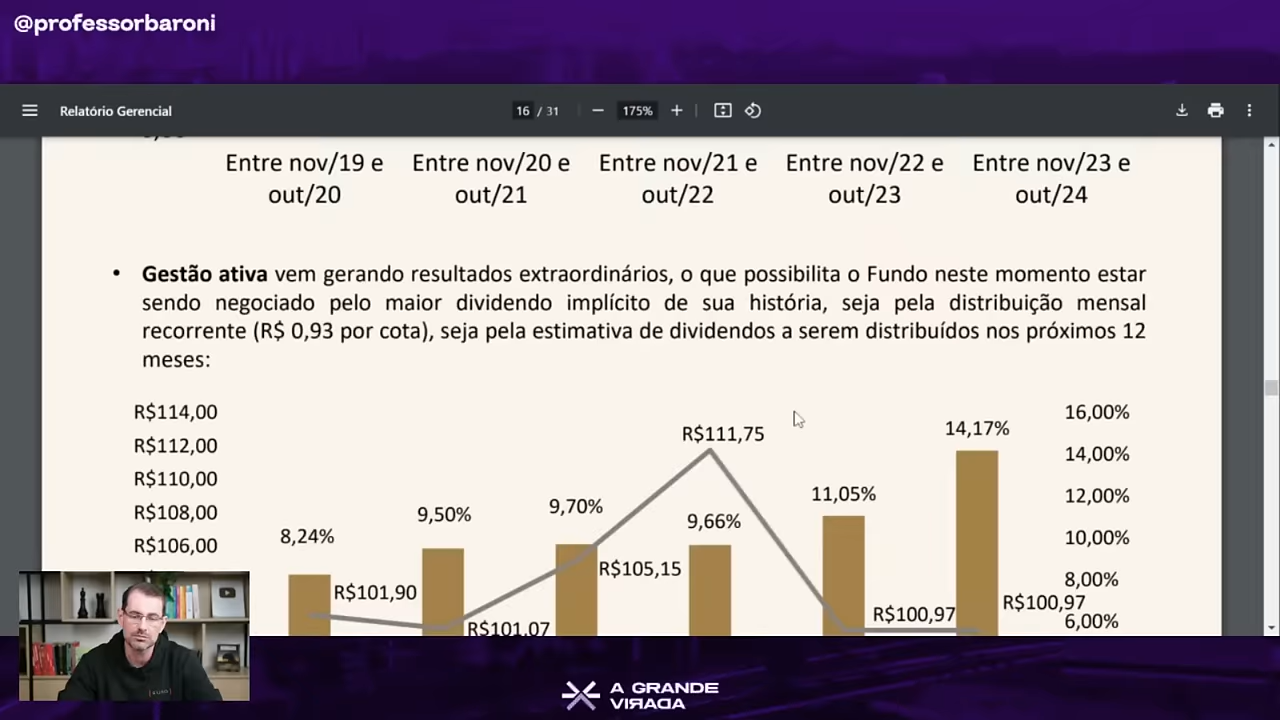 @professorbaroni
Relatório Gerencial
16 / 31
175%
Entre nov/19 e
out/20
Entre nov/20 e
out/21
Entre nov/21 e
out/22
Entre nov/22 e
out/23
Entre nov/23 e
out/24
• Gestão ativa vem gerando resultados extraordinários, o que possibilita o Fundo neste momento estar
sendo negociado pelo maior dividendo implícito de sua história, seja pela distribuição mensal
recorrente (R$ 0,93 por cota), seja pela estimativa de dividendos a serem distribuídos nos próximos 12
meses:
R$114,00
R$112,00
R$110,00
R$108,00
R$106,00
8,24%
R$101,90
9,50%
R$101,07
9,70%
R$105,15
R$111,75
9,66%
11,05%
R$100,97
14,17%
R$100,97
16,00%
14,00%
12,00%
10,00%
8,00%
6,00%
A GRANDE
VIRADA